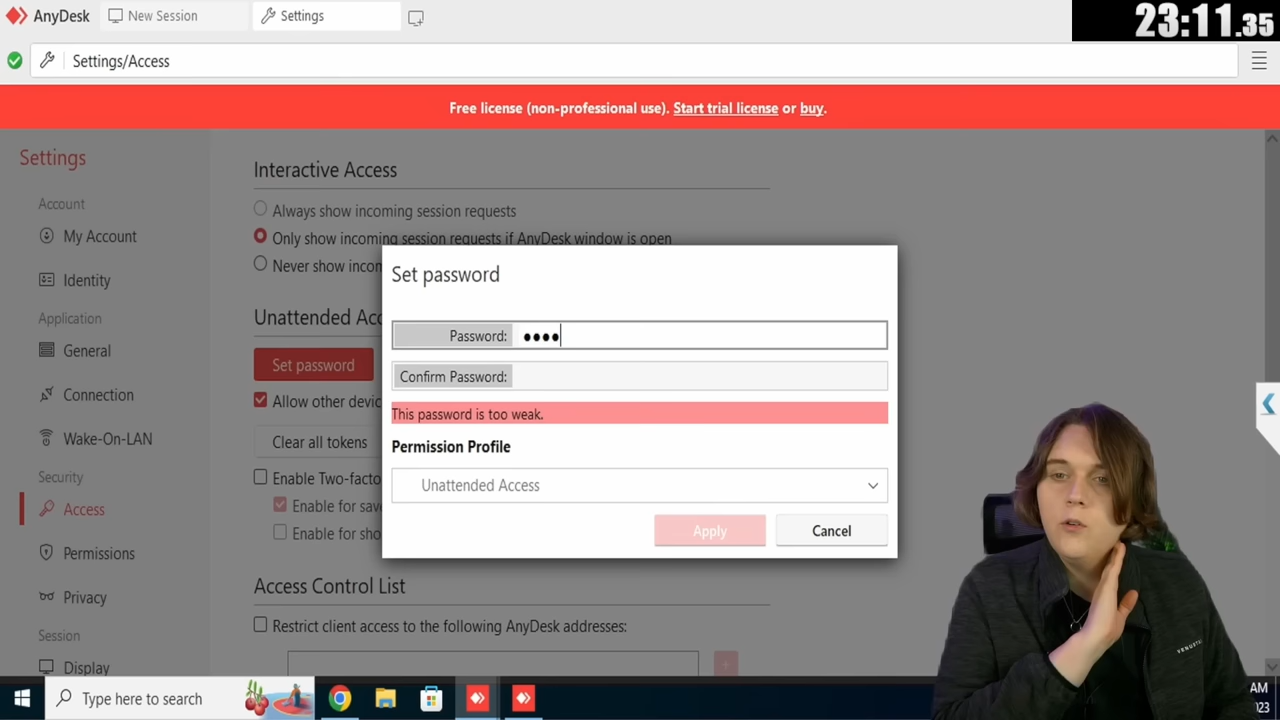 AnyDesk
New Session
Settings
23:11.35
Settings/Access
Free license (non-professional use). Start trial license or buy.
Settings
Account
My Account
Identity
Application
General
Connection
Wake-On-LAN
Security
Access
Permissions
Privacy
Session
Display
Interactive Access
Always show incoming session requests
Only show incoming session requests if AnyDesk window is open
Never show incon
Unattended Acc
Set password
Allow other devic
Clear all tokens
Enable Two-facto
Enable for save
Enable for sho
Access Control List
Restrict client access to the following AnyDesk addresses:
Set password
Password:
Confirm Password:
This password is too weak.
Permission Profile
Unattended Access
Apply
Cancel
Type here to search
AM
023